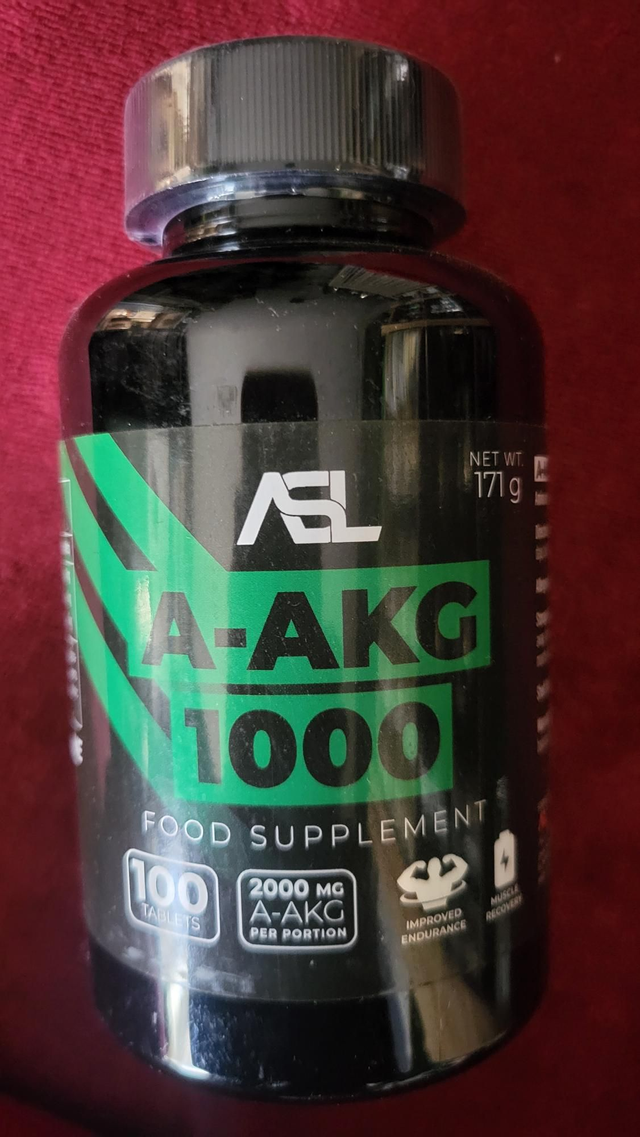 NET WT.
171 g
ASL
A-AKG
1000
FOOD SUPPLEMENT
100
TABLETS
2000 MG
A-AKG
PER PORTION
IMPROVED
ENDURANCE
MUSCLE
RECOVERY